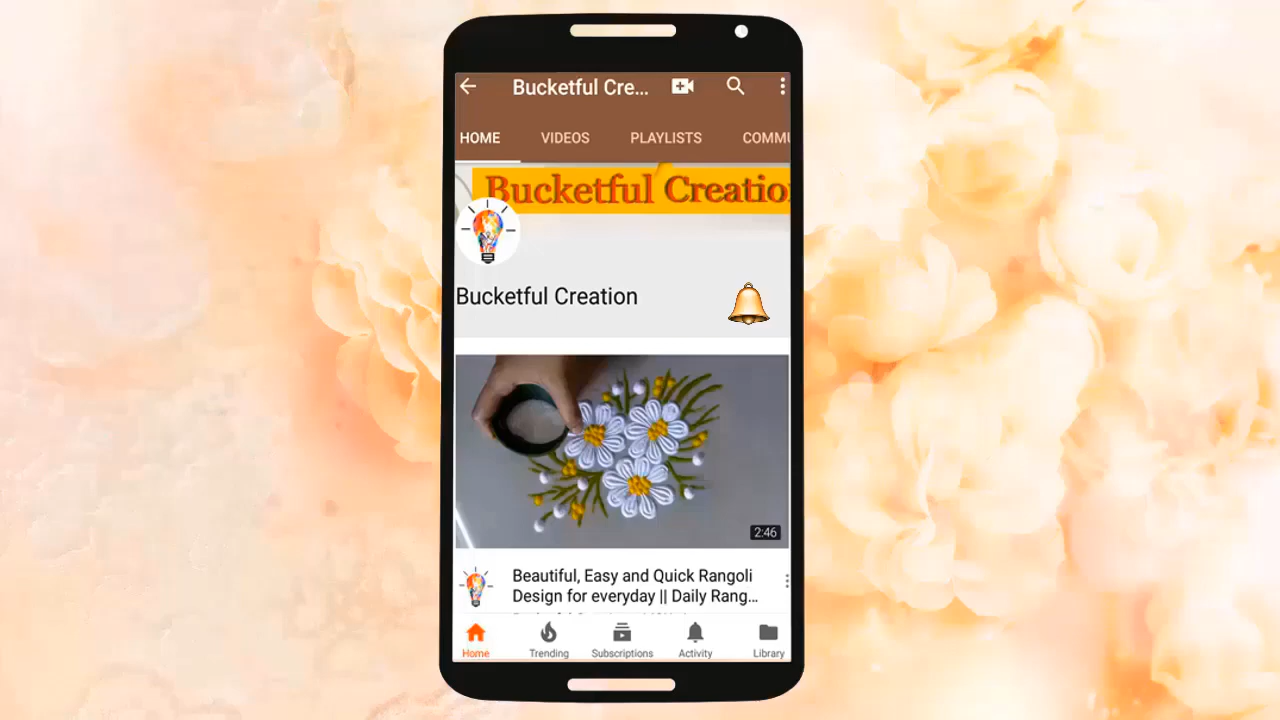 Bucketful Cre...
HOME VIDEOS PLAYLISTS COMMU
Bucketful Creation
Bucketful Creation
2:46
Beautiful, Easy and Quick Rangoli
Design for everyday || Daily Rang...
Home Trending Subscriptions Activity Library